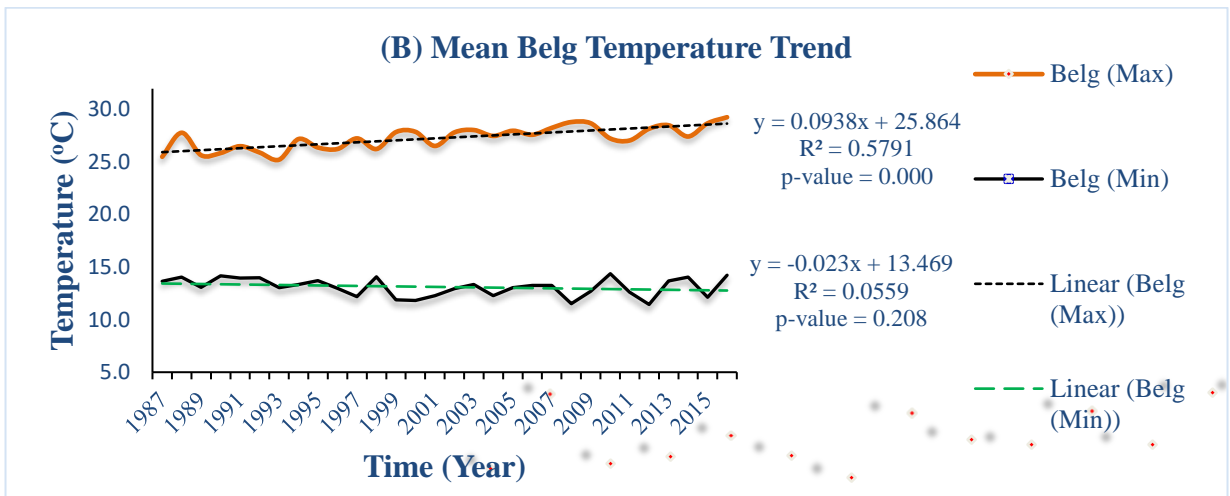 (B) Mean Belg Temperature Trend
Temperature (oC)
30.0
25.0
20.0
15.0
10.0
5.0
y = 0.0938x + 25.864
R² = 0.5791
p-value = 0.000
y = -0.023x + 13.469
R² = 0.0559
p-value = 0.208
1987
1989
1991
1993
1995
1997
1999
2001
2003
2005
2007
2009
2011
2013
2015
Time (Year)
Belg (Max)
Belg (Min)
Linear (Belg
(Max))
Linear (Belg
(Min))